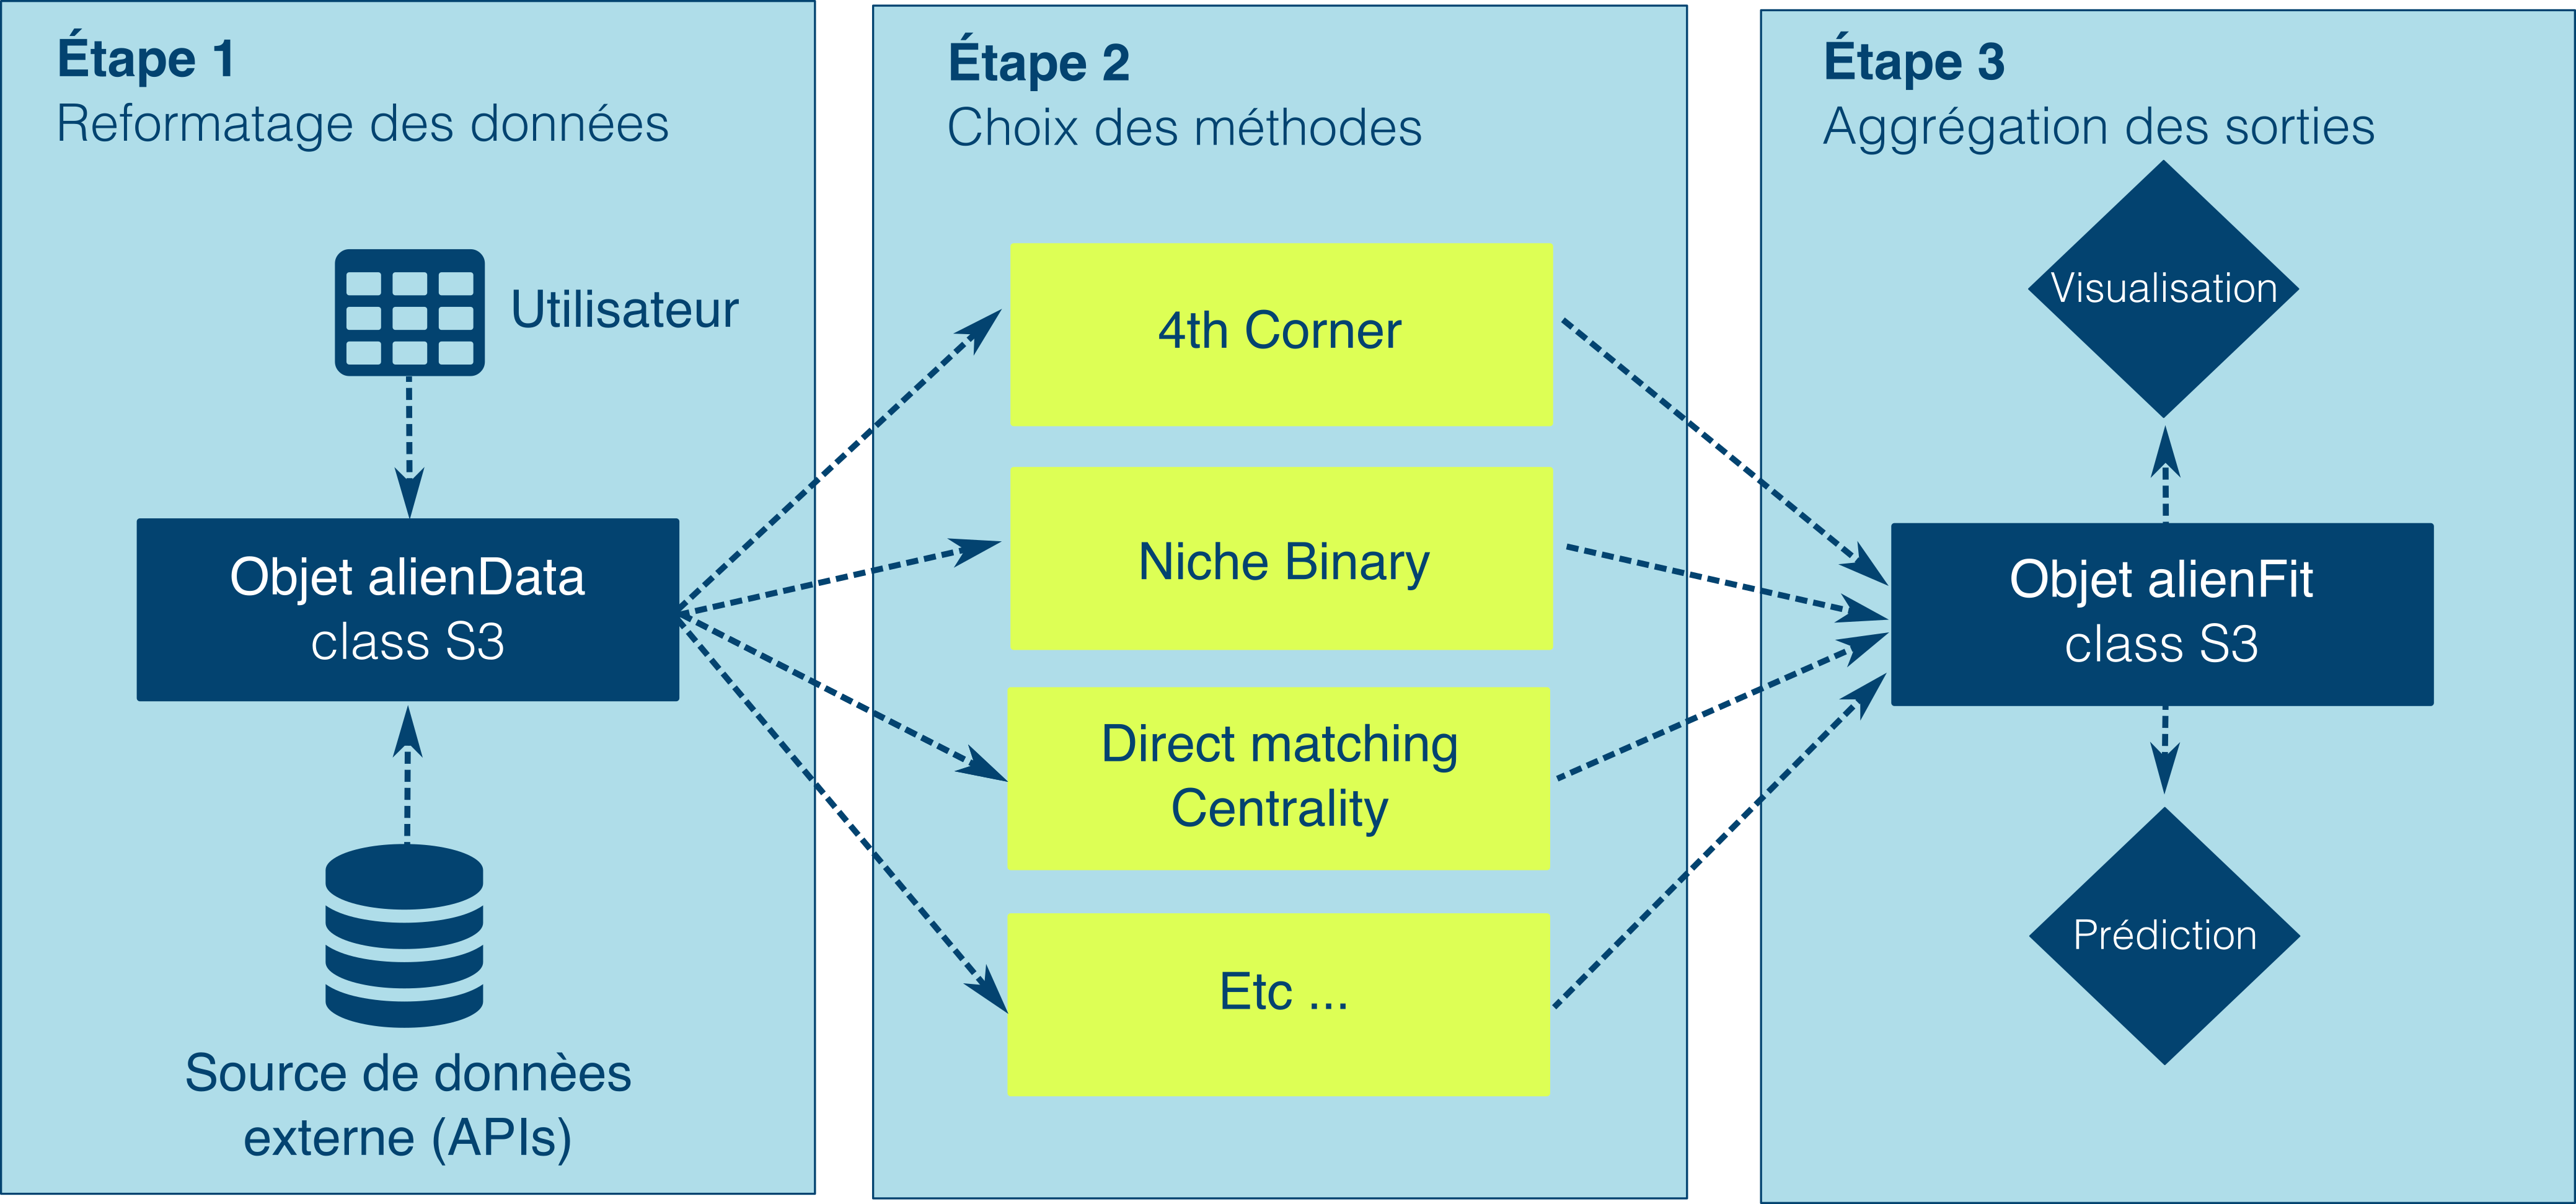 Étape 1
Reformatage des données
Utilisateur
Objet alienData
class S3
Source de donnèes
externe (APIs)
Étape 2
Choix des méthodes
4th Corner
Niche Binary
Direct matching
Centrality
Etc ...
Étape 3
Aggrégation des sorties
Visualisation
Objet alienFit
class S3
Prédiction